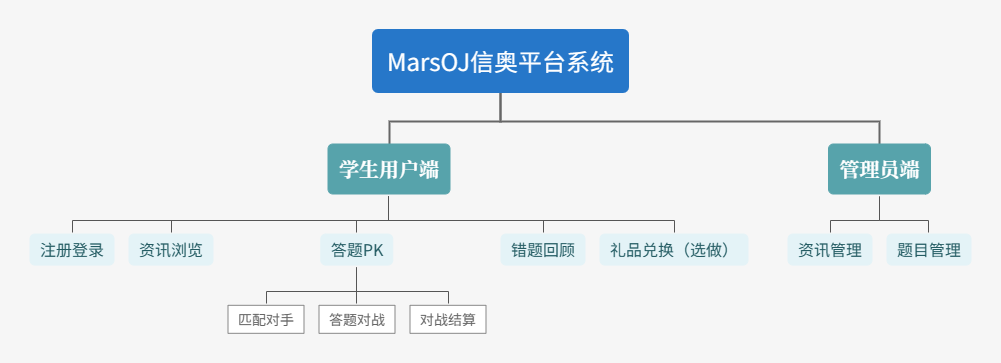 MarsOJ信奥平台系统
学生用户端
管理员端
注册登录
资讯浏览
答题PK
错题回顾
礼品兑换（选做）
资讯管理
题目管理
匹配对手
答题对战
对战结算